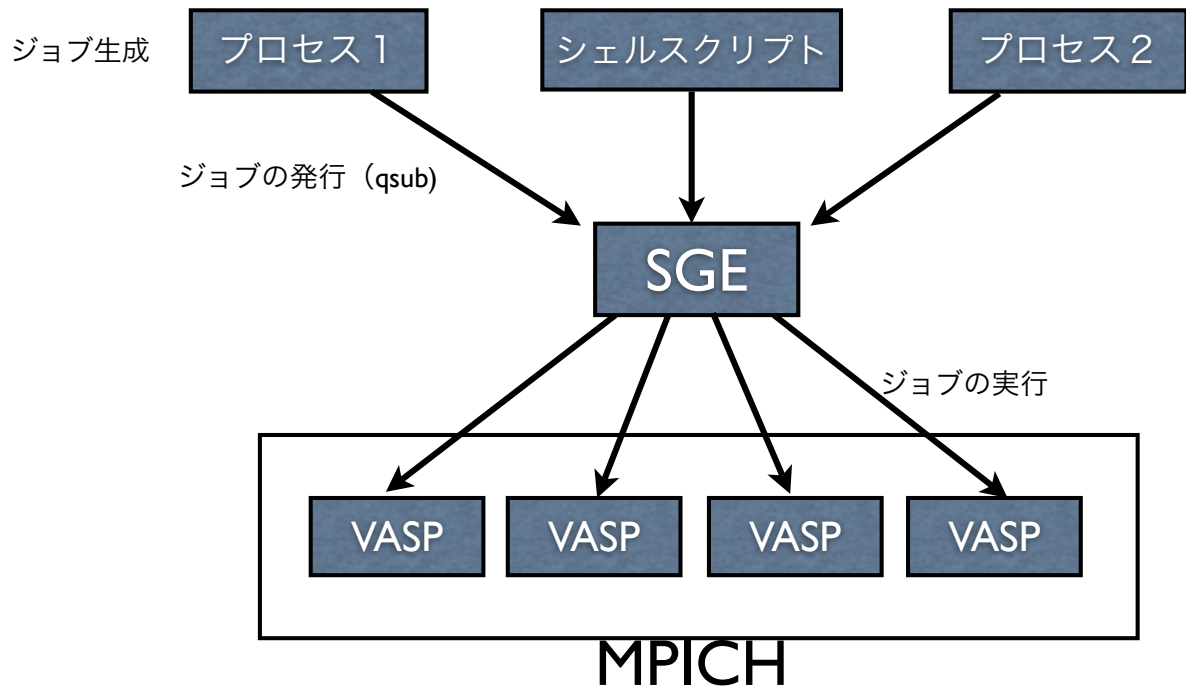 ジョブ生成
プロセス１
シェルスクリプト
プロセス２
ジョブの発行（qsub)
SGE
ジョブの実行
VASP
VASP
VASP
VASP
MPICH